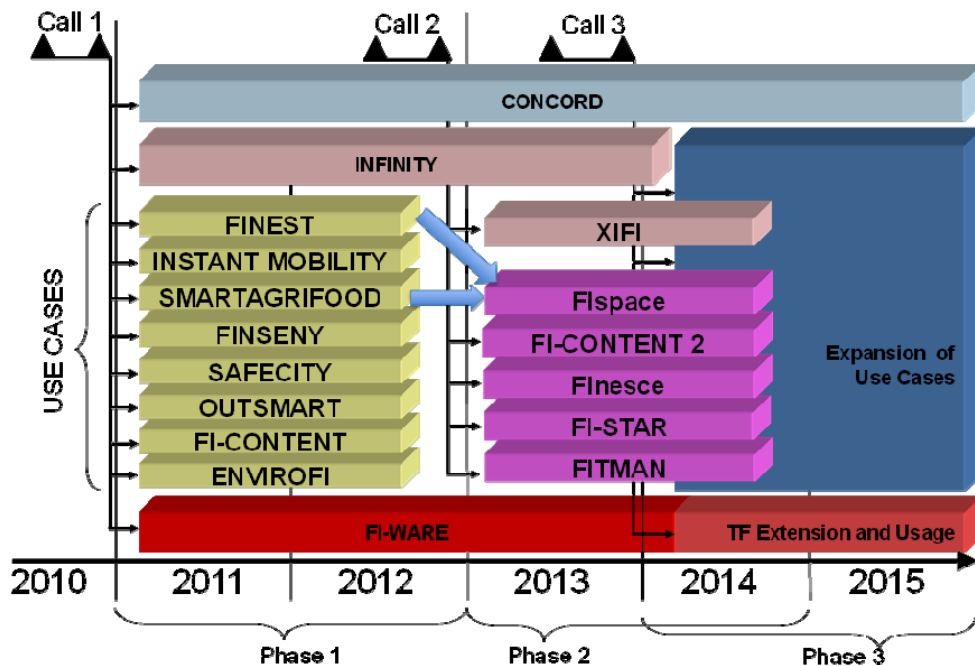 Call 1
Call 2
Call 3
CONCORD
INFINITY
USE CASES
FINEST
INSTANT MOBILITY
SMARTAGRIFOOD
FINSENY
SAFECITY
OUTSMART
FI-CONTENT
ENVIROFI
XIFI
FIspace
FI-CONTENT 2
FInesce
FI-STAR
FITMAN
Expansion of
Use Cases
FI-WARE
TF Extension and Usage
2010
2011
2012
2013
2014
2015
Phase 1
Phase 2
Phase 3